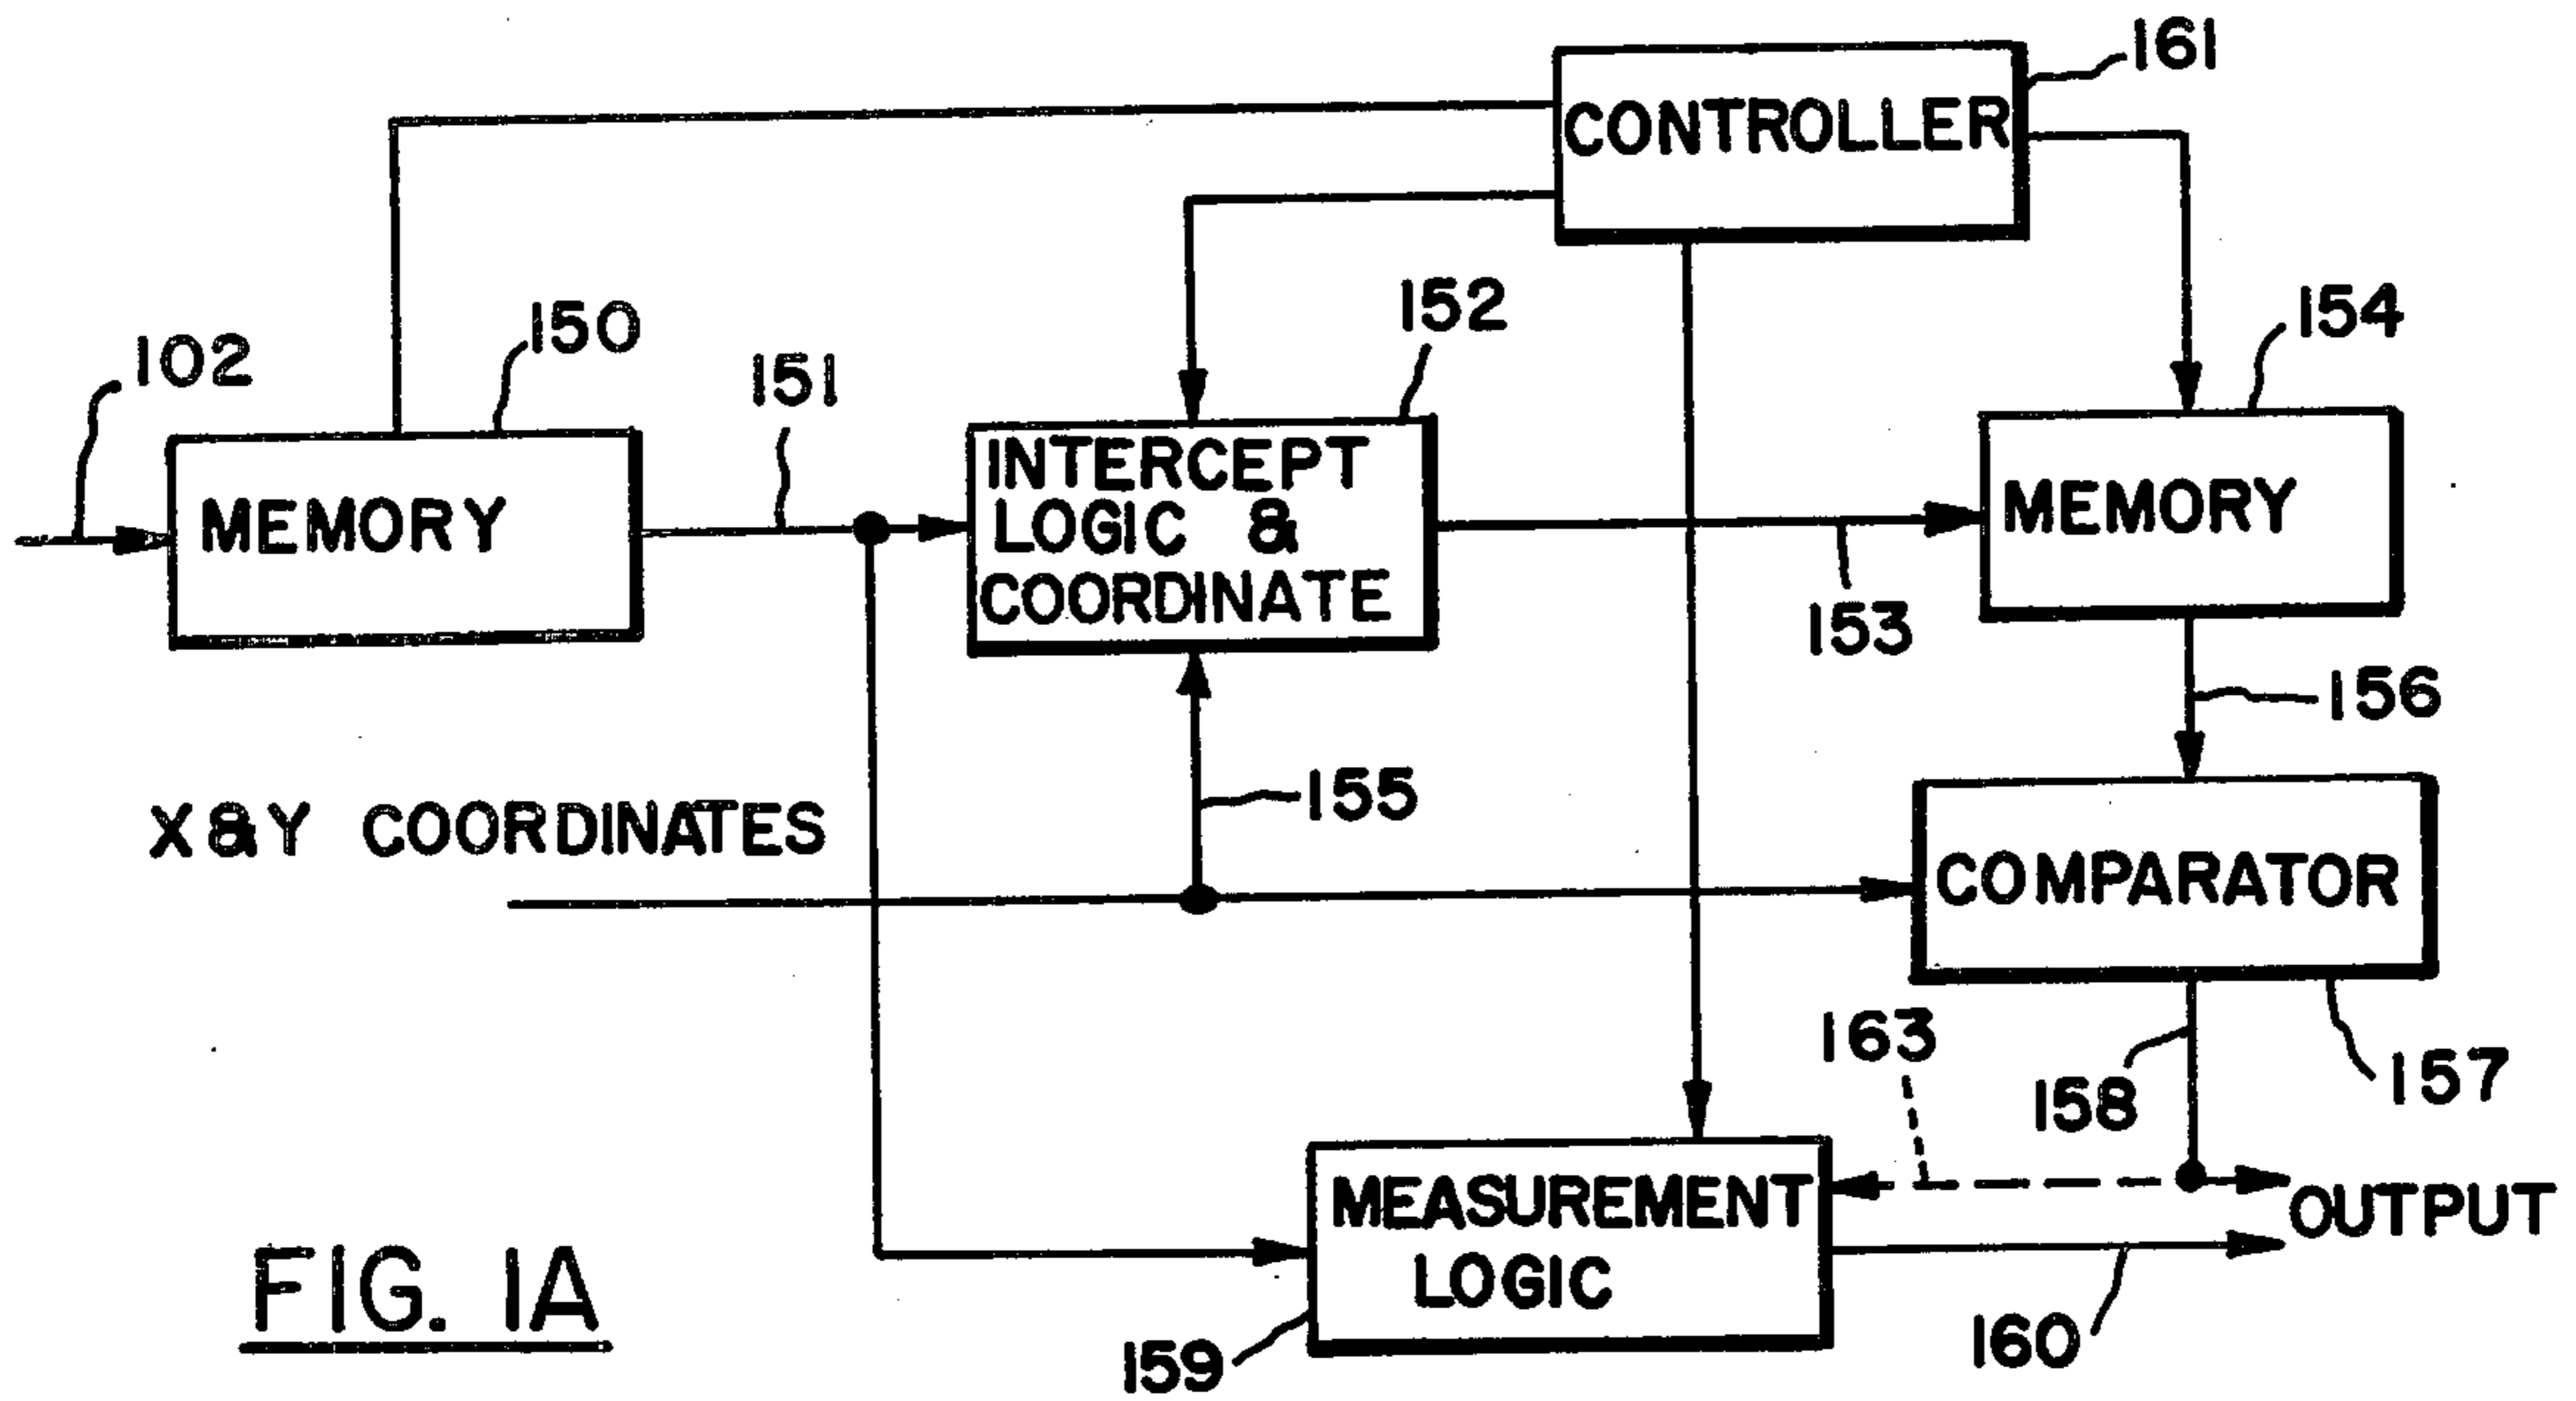 161
CONTROLLER
152
154
150
102
151
INTERCEPT
LOGIC &
COORDINATE
MEMORY
MEMORY
153
156
155
X & Y COORDINATES
COMPARATOR
163
158
157
MEASUREMENT
LOGIC
OUTPUT
FIG. 1A
159
160